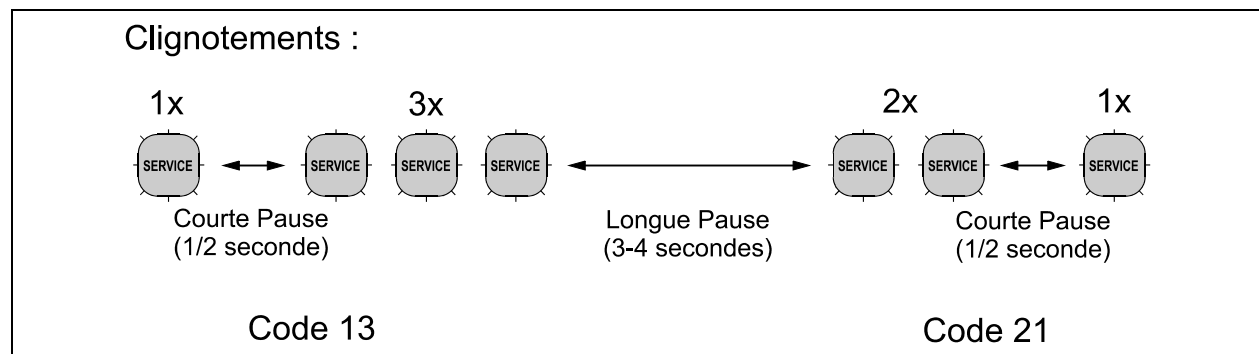 Clignotements :
1x 3x 2x 1x
SERVICE SERVICE SERVICE SERVICE SERVICE SERVICE SERVICE
Courte Pause Longue Pause Courte Pause
(1/2 seconde) (3-4 secondes) (1/2 seconde)
Code 13 Code 21